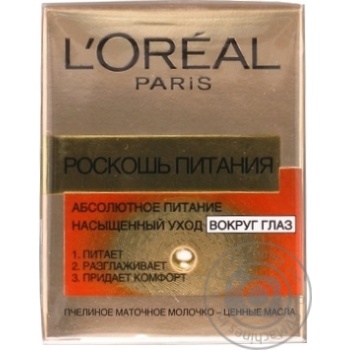 L'ORÉAL
PARIS
РОСКОШЬ ПИТАНИЯ
АБСОЛЮТНОЕ ПИТАНИЕ
НАСЫЩЕННЫЙ УХОД ВОКРУГ ГЛАЗ
1. ПИТАЕТ
2. РАЗГЛАЖИВАЕТ
3. ПРИДАЕТ КОМФОРТ
ПЧЕЛИНОЕ МАТОЧНОЕ МОЛОЧКО – ЦЕННЫЕ МАСЛА